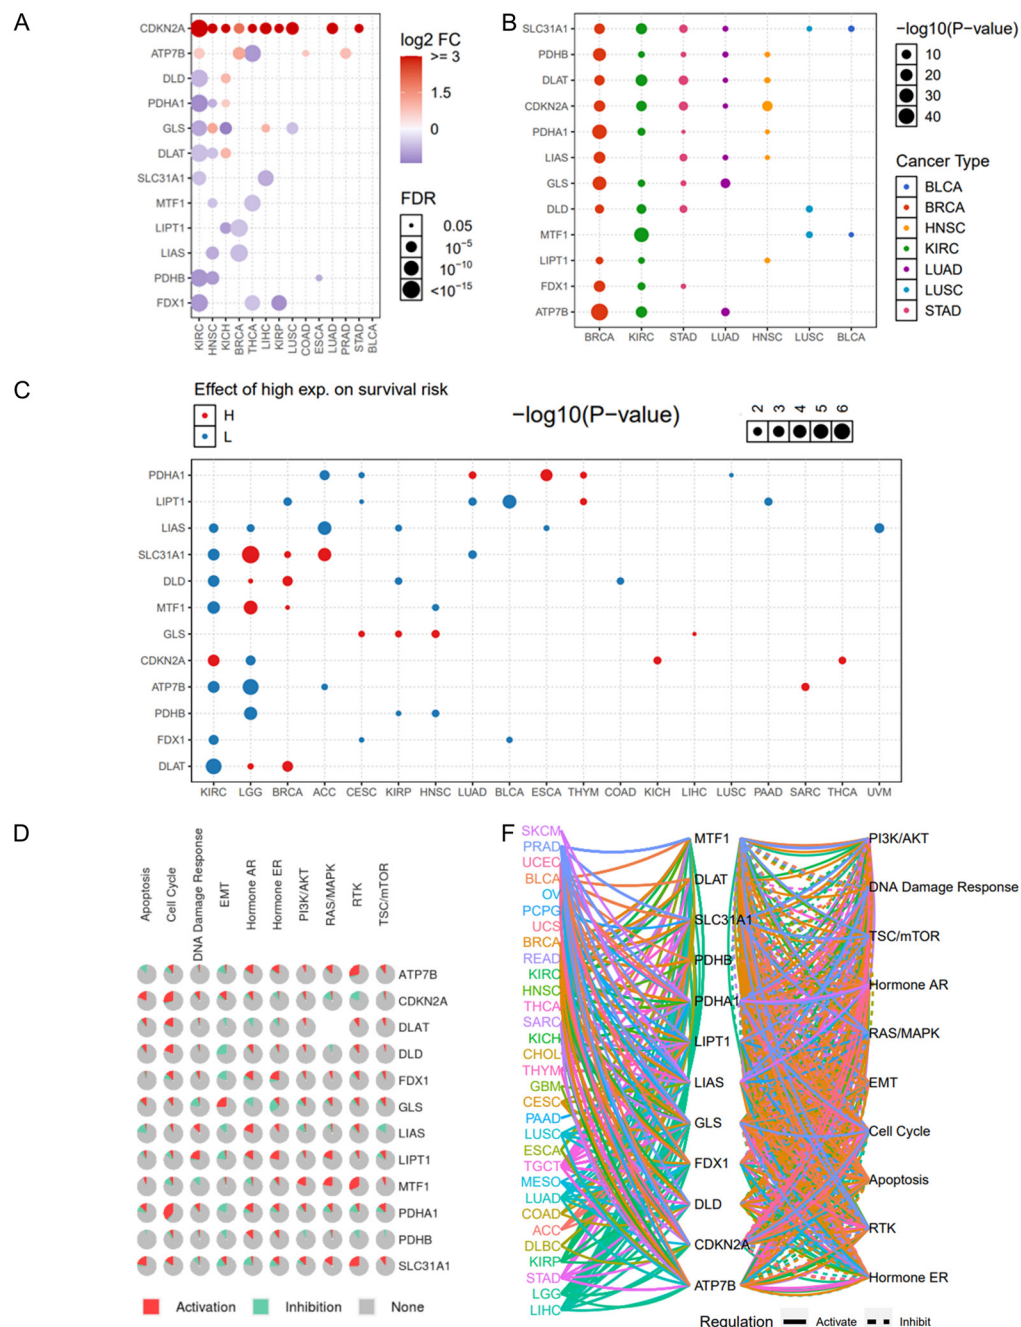 A
CDKN2A
ATP7B
DLD
PDHA1
GLS
DLAT
SLC31A1
MTF1
LIPT1
LIAS
PDHB
FDX1
KIRC HNSC KICH BRCA THCA LIHC KIRP LUSC COAD ESCA LUAD PRAD STAD BLCA
log2 FC
>= 3
1.5
0
FDR
0.05
10−5
10−10
<10−15
B
SLC31A1
PDHB
DLAT
CDKN2A
PDHA1
LIAS
GLS
DLD
MTF1
LIPT1
FDX1
ATP7B
BRCA KIRC STAD LUAD HNSC LUSC BLCA
−log10(P−value)
10
20
30
40
Cancer Type
BLCA
BRCA
HNSC
KIRC
LUAD
LUSC
STAD
C
Effect of high exp. on survival risk
H
L
−log10(P−value)
2 3 4 5 6
PDHA1
LIPT1
LIAS
SLC31A1
DLD
MTF1
GLS
CDKN2A
ATP7B
PDHB
FDX1
DLAT
KIRC LGG BRCA ACC CESC KIRP HNSC LUAD BLCA ESCA THYM COAD KICH LIHC LUSC PAAD SARC THCA UVM
D
Apoptosis
Cell Cycle
DNA Damage Response
EMT
Hormone AR
Hormone ER
PI3K/AKT
RAS/MAPK
RTK
TSC/mTOR
ATP7B
CDKN2A
DLAT
DLD
FDX1
GLS
LIAS
LIPT1
MTF1
PDHA1
PDHB
SLC31A1
Activation Inhibition None
F
SKCM
PRAD
UCEC
BLCA
OV
PCPG
UCS
BRCA
READ
KIRC
HNSC
THCA
SARC
KICH
CHOL
THYM
GBM
CESC
PAAD
LUSC
ESCA
TGCT
MESO
LUAD
COAD
ACC
DLBC
KIRP
STAD
LGG
LIHC
MTF1
DLAT
SLC31A1
PDHB
PDHA1
LIPT1
LIAS
GLS
FDX1
DLD
CDKN2A
ATP7B
PI3K/AKT
DNA Damage Response
TSC/mTOR
Hormone AR
RAS/MAPK
EMT
Cell Cycle
Apoptosis
RTK
Hormone ER
Regulation Activate Inhibit